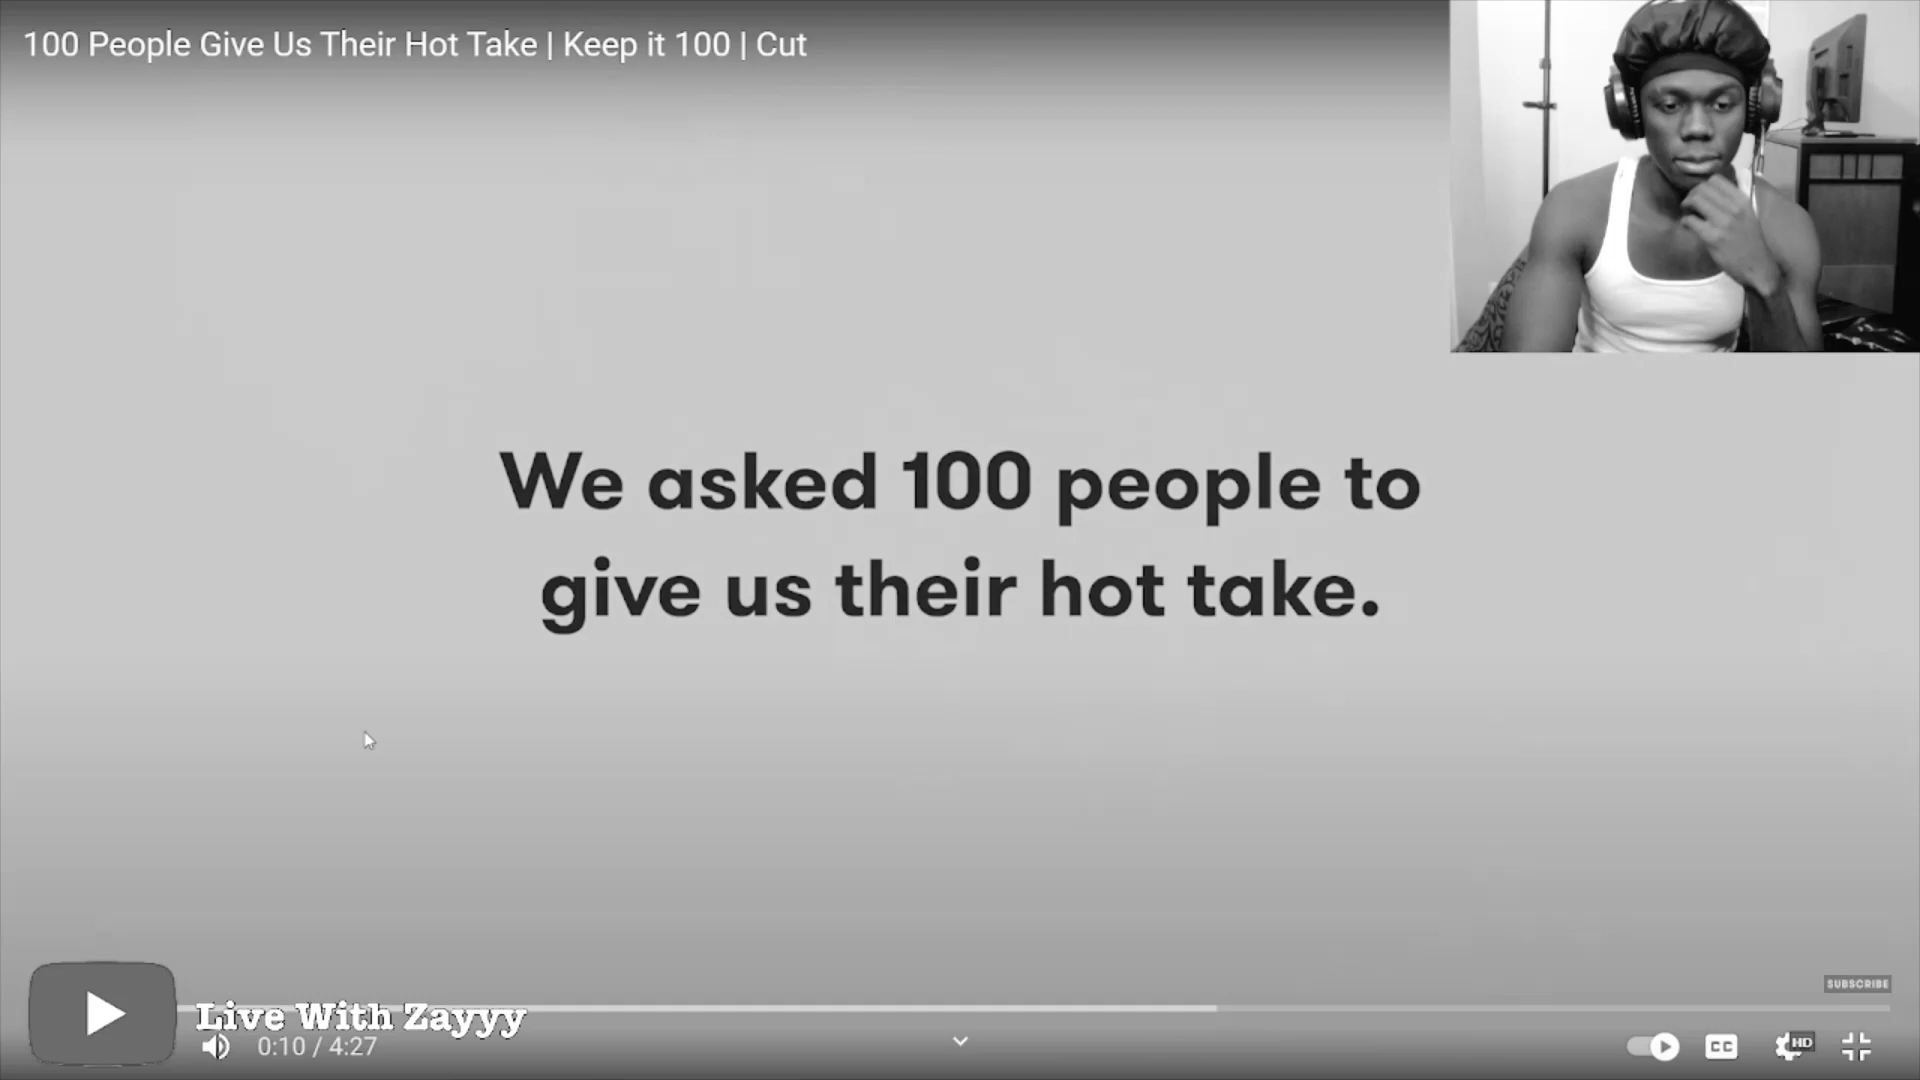 100 People Give Us Their Hot Take | Keep it 100 | Cut
We asked 100 people to
give us their hot take.
SUBSCRIBE
Live With Zayyy
0:10 / 4:27
CC
HD